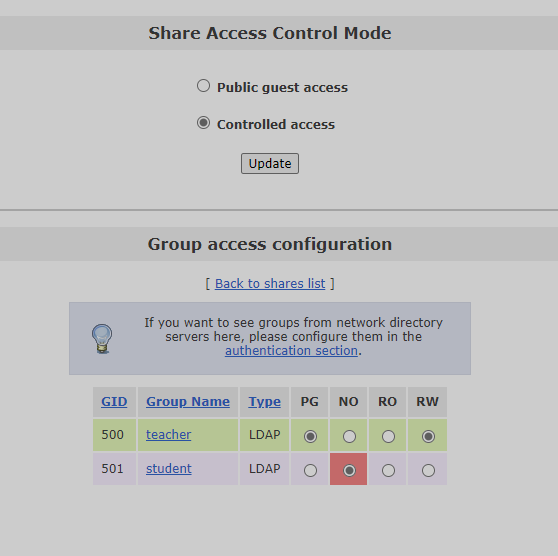 Share Access Control Mode
Public guest access
Controlled access
Update
Group access configuration
[ Back to shares list ]
If you want to see groups from network directory
servers here, please configure them in the
authentication section.
GID Group Name Type PG NO RO RW
500 teacher LDAP
501 student LDAP